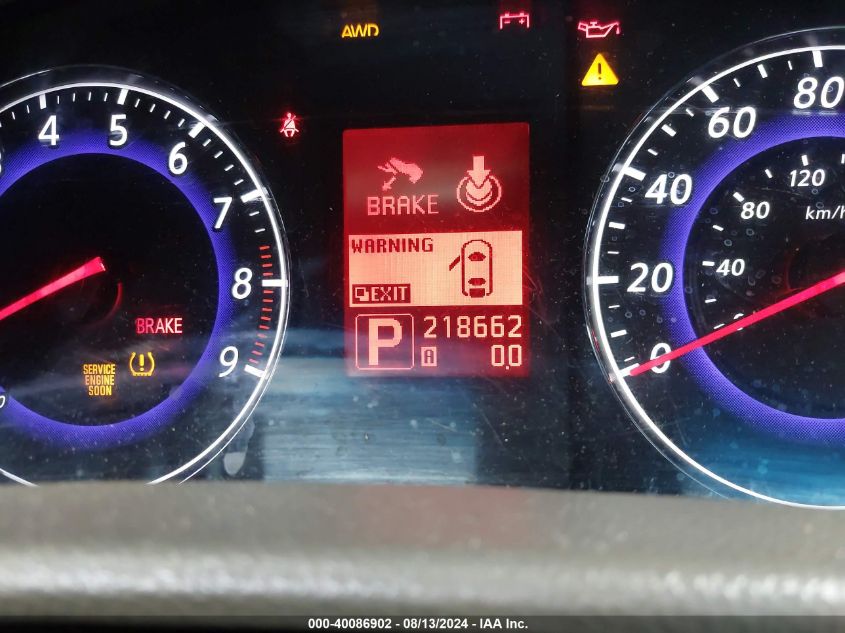 AWD
4
5
6
7
8
9
BRAKE
SERVICE
ENGINE
SOON
BRAKE
WARNING
EXIT
P
218662
A 0.0
80
60
40
20
0
120
80
40
km/h
000-40086902 - 08/13/2024 - IAA Inc.